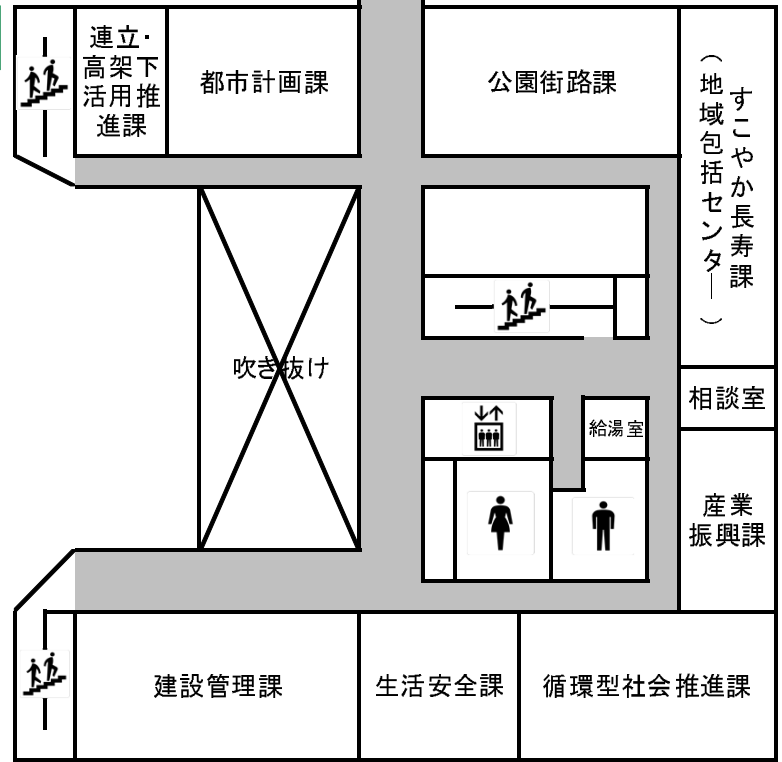 連立・
高架下
活用推
進課
都市計画課
公園街路課
すこやか長寿課
（地域包括センター）
吹き抜け
相談室
給湯室
産業
振興課
建設管理課
生活安全課
循環型社会推進課